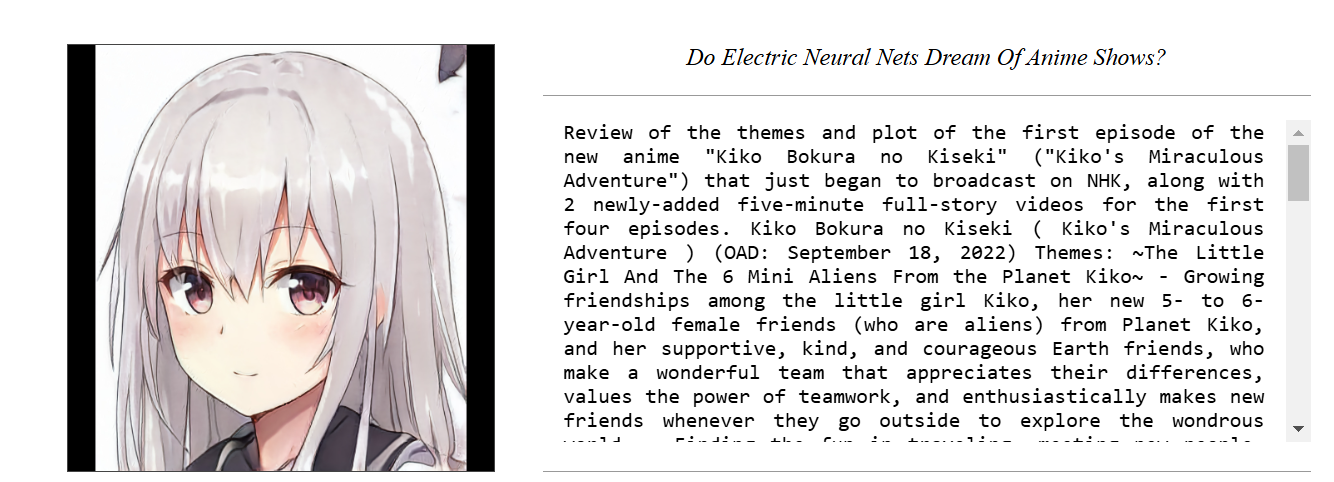 Do Electric Neural Nets Dream Of Anime Shows?
Review of the themes and plot of the first episode of the
new anime "Kiko Bokura no Kiseki" ("Kiko's Miraculous
Adventure") that just began to broadcast on NHK, along with
2 newly-added five-minute full-story videos for the first
four episodes. Kiko Bokura no Kiseki ( Kiko's Miraculous
Adventure ) (OAD: September 18, 2022) Themes: ~The Little
Girl And The 6 Mini Aliens From the Planet Kiko~ - Growing
friendships among the little girl Kiko, her new 5- to 6-
year-old female friends (who are aliens) from Planet Kiko,
and her supportive, kind, and courageous Earth friends, who
make a wonderful team that appreciates their differences,
values the power of teamwork, and enthusiastically makes new
friends whenever they go outside to explore the wondrous